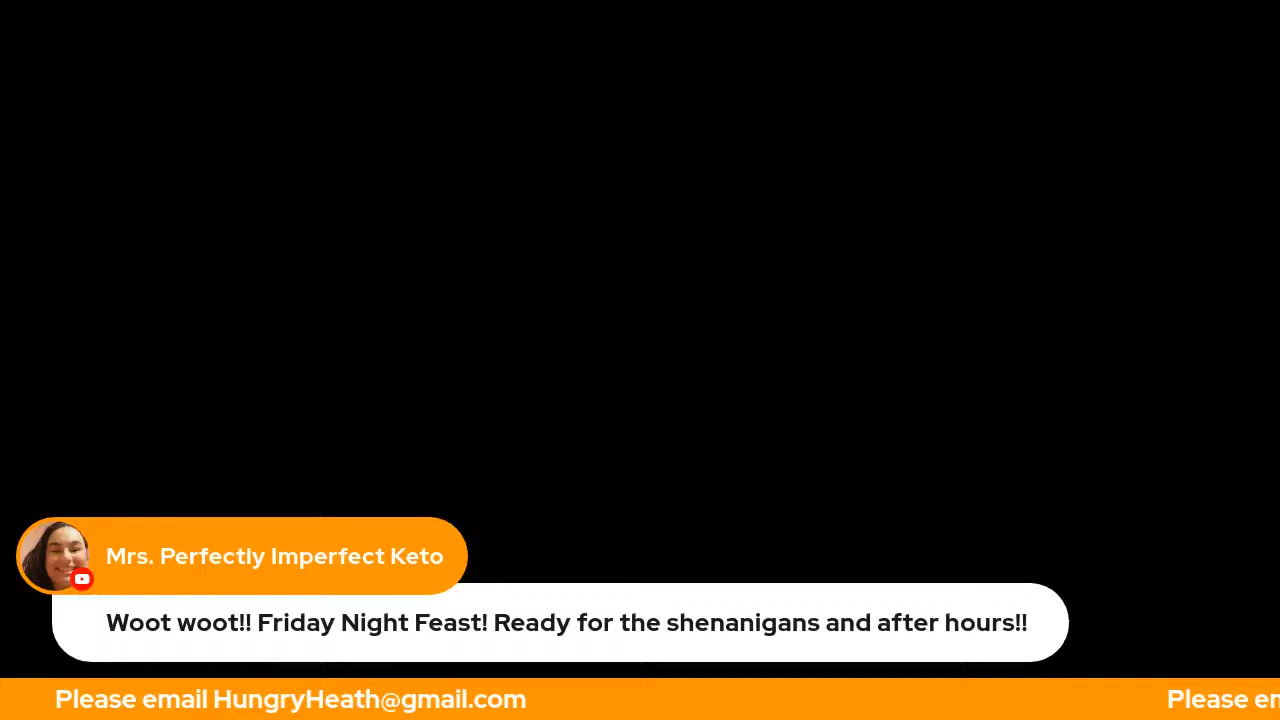 Mrs. Perfectly Imperfect Keto
Woot woot!! Friday Night Feast! Ready for the shenanigans and after hours!!
Please email HungryHeath@gmail.com
Please